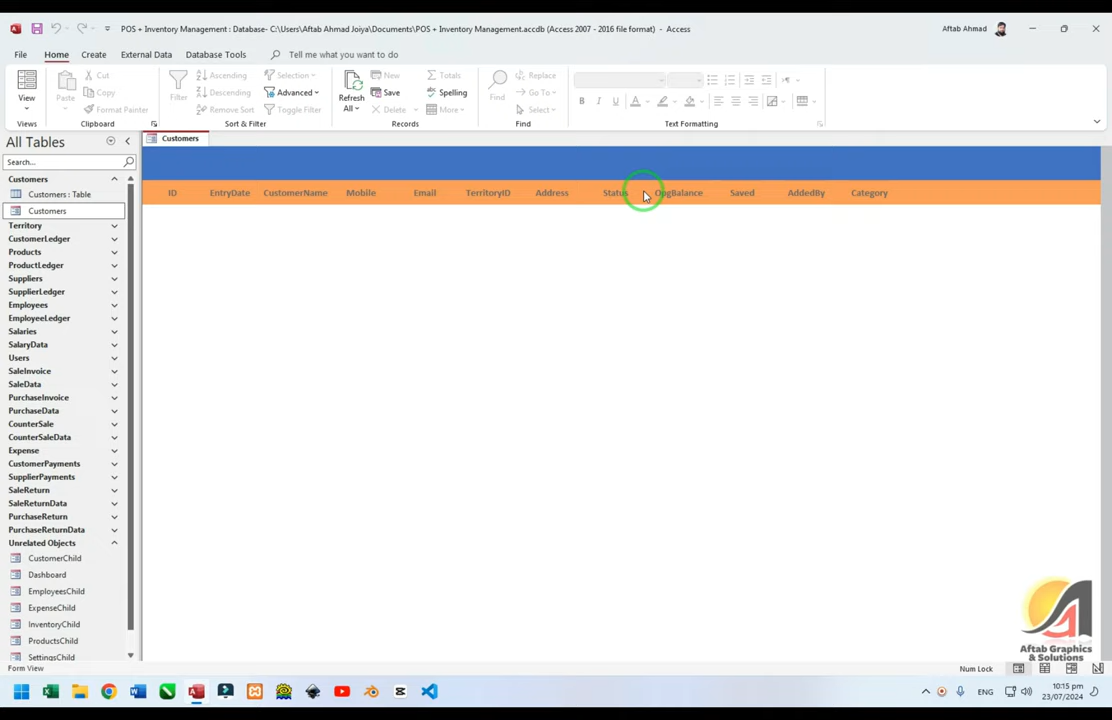 POS + Inventory Management : Database- C:\Users\Aftab Ahmad Joiya\Documents\POS + Inventory Management.accdb (Access 2007 - 2016 file format) - Access
Aftab Ahmad
File
Home
Create
External Data
Database Tools
Tell me what you want to do
View
Views
Paste
Cut
Copy
Format Painter
Clipboard
Filter
Ascending
Descending
Remove Sort
Selection
Advanced
Toggle Filter
Sort & Filter
Refresh
All
New
Save
Delete
Totals
Spelling
More
Records
Find
Replace
Go To
Select
Find
B I U A
Text Formatting
All Tables
Search...
Customers
Customers : Table
Customers
Territory
CustomerLedger
Products
ProductLedger
Suppliers
SupplierLedger
Employees
EmployeeLedger
Salaries
SalaryData
Users
SaleInvoice
SaleData
PurchaseInvoice
PurchaseData
CounterSale
CounterSaleData
Expense
CustomerPayments
SupplierPayments
SaleReturn
SaleReturnData
PurchaseReturn
PurchaseReturnData
Unrelated Objects
CustomerChild
Dashboard
EmployeesChild
ExpenseChild
InventoryChild
ProductsChild
SettingsChild
Customers
ID EntryDate CustomerName Mobile Email TerritoryID Address Status OpgBalance Saved AddedBy Category
Aftab Graphics
& Solutions
Form View
Num Lock
ENG
10:15 pm
23/07/2024